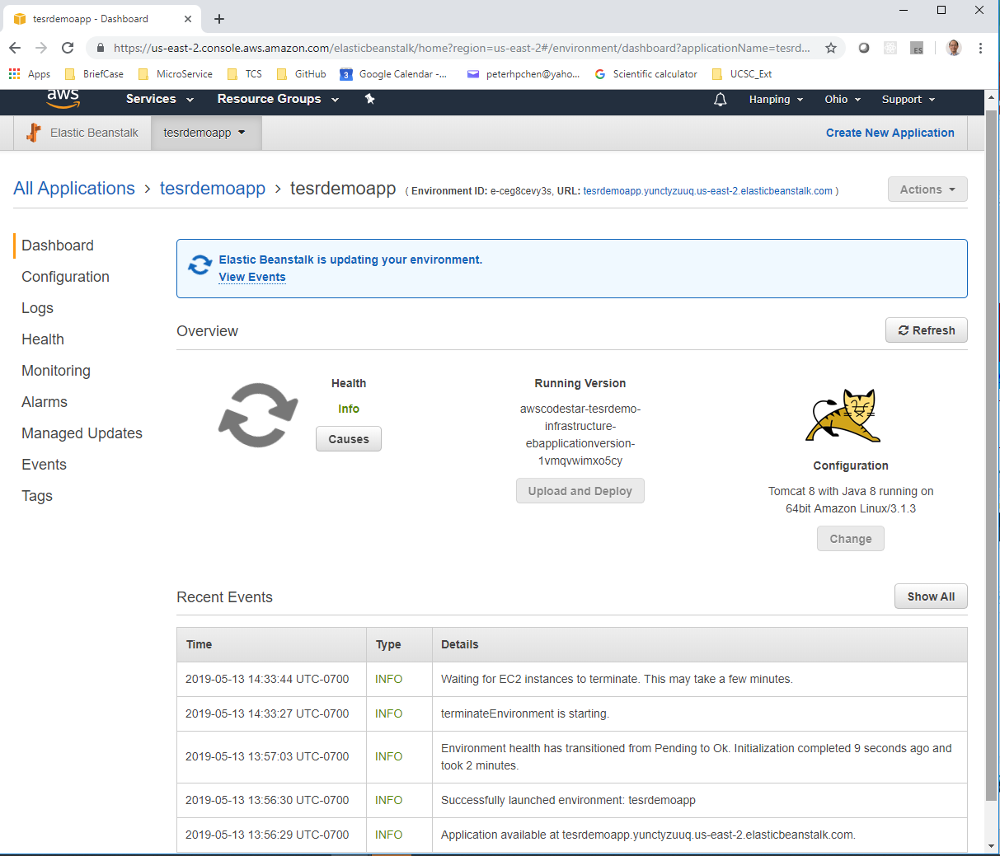 tesrdemoapp - Dashboard
https://us-east-2.console.aws.amazon.com/elasticbeanstalk/home?region=us-east-2#/environment/dashboard?applicationName=tesrd...
ES
Apps BriefCase MicroService TCS GitHub 3 Google Calendar -... peterhpchen@yaho... Scientific calculator UCSC_Ext
aws Services Resource Groups Hanping Ohio Support
Elastic Beanstalk tesrdemoapp Create New Application
All Applications > tesrdemoapp > tesrdemoapp ( Environment ID: e-ceg8cevy3s, URL: tesrdemoapp.yunctyzuuq.us-east-2.elasticbeanstalk.com )
Actions
Dashboard
Configuration
Logs
Health
Monitoring
Alarms
Managed Updates
Events
Tags
Elastic Beanstalk is updating your environment.
View Events
Overview
Refresh
Health
Info
Causes
Running Version
awscodestar-tesrdemo-
infrastructure-
ebapplicationversion-
1vmqvwimxo5cy
Upload and Deploy
Configuration
Tomcat 8 with Java 8 running on
64bit Amazon Linux/3.1.3
Change
Recent Events
Show All
Time Type Details
2019-05-13 14:33:44 UTC-0700 INFO Waiting for EC2 instances to terminate. This may take a few minutes.
2019-05-13 14:33:27 UTC-0700 INFO terminateEnvironment is starting.
2019-05-13 13:57:03 UTC-0700 INFO Environment health has transitioned from Pending to Ok. Initialization completed 9 seconds ago and
took 2 minutes.
2019-05-13 13:56:30 UTC-0700 INFO Successfully launched environment: tesrdemoapp
2019-05-13 13:56:29 UTC-0700 INFO Application available at tesrdemoapp.yunctyzuuq.us-east-2.elasticbeanstalk.com.